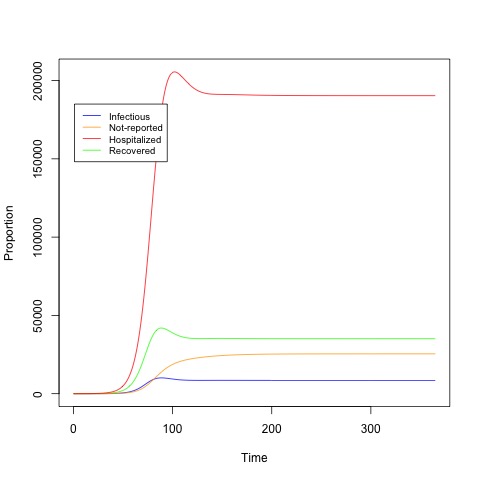 200000
150000
100000
50000
0
Proportion
Infectious
Not-reported
Hospitalized
Recovered
0 100 200 300
Time